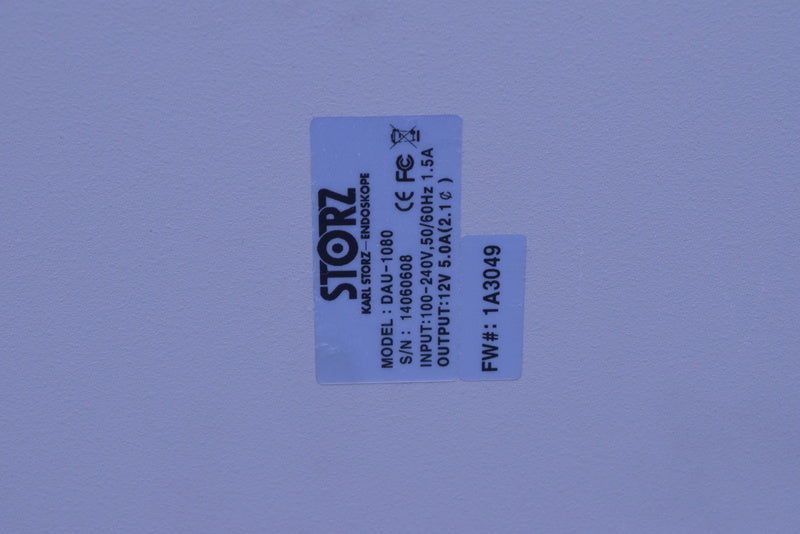 STORZ
KARL STORZ—ENDOSKOPE
MODEL : DAU-1080
S/N : 14060608
CE FC
INPUT:100-240V,50/60Hz 1.5A
OUTPUT:12V 5.0A(2.1¢ )
FW#: 1A3049